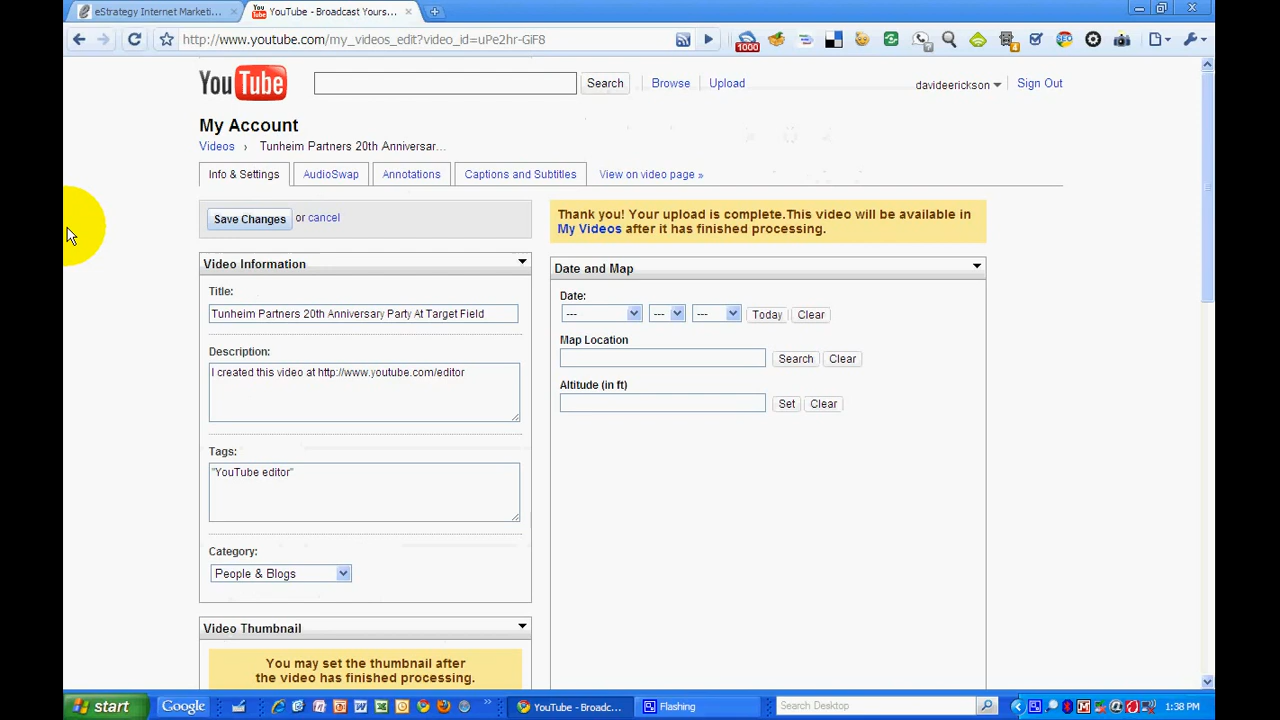 eStrategy Internet Marketi...
YouTube - Broadcast Yours...
http://www.youtube.com/my_videos_edit?video_id=uPe2hr-GiF8
1000
YouTube
Search
Browse
Upload
davideerickson
Sign Out
My Account
Videos › Tunheim Partners 20th Anniversar...
Info & Settings
AudioSwap
Annotations
Captions and Subtitles
View on video page »
Save Changes or cancel
Thank you! Your upload is complete.This video will be available in
My Videos after it has finished processing.
Video Information
Title:
Tunheim Partners 20th Anniversary Party At Target Field
Description:
I created this video at http://www.youtube.com/editor
Tags:
"YouTube editor"
Category:
People & Blogs
Video Thumbnail
You may set the thumbnail after
the video has finished processing.
Date and Map
Date:
--- --- --- Today Clear
Map Location
Search Clear
Altitude (in ft)
Set Clear
start
Google
YouTube - Broadc...
Flashing
Search Desktop
1:38 PM